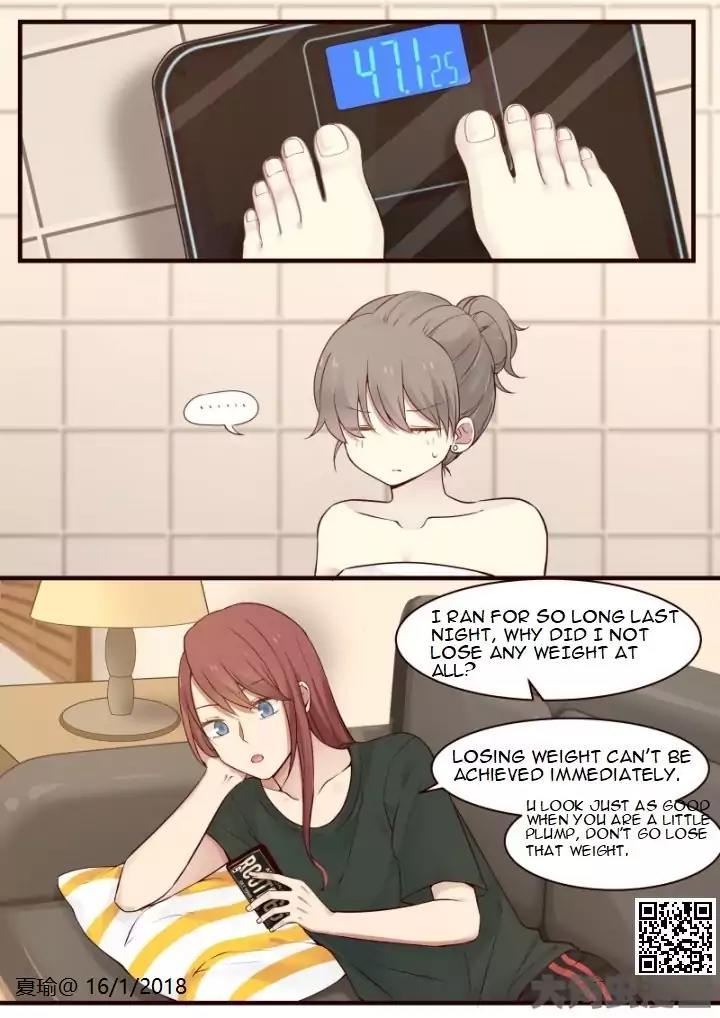 47.125
......
I RAN FOR SO LONG LAST
NIGHT, WHY DID I NOT
LOSE ANY WEIGHT AT
ALL?
LOSING WEIGHT CAN'T BE
ACHIEVED IMMEDIATELY.
U LOOK JUST AS GOOD
WHEN YOU ARE A LITTLE
PLUMP, DON'T GO LOSE
THAT WEIGHT.
夏瑜@ 16/1/2018